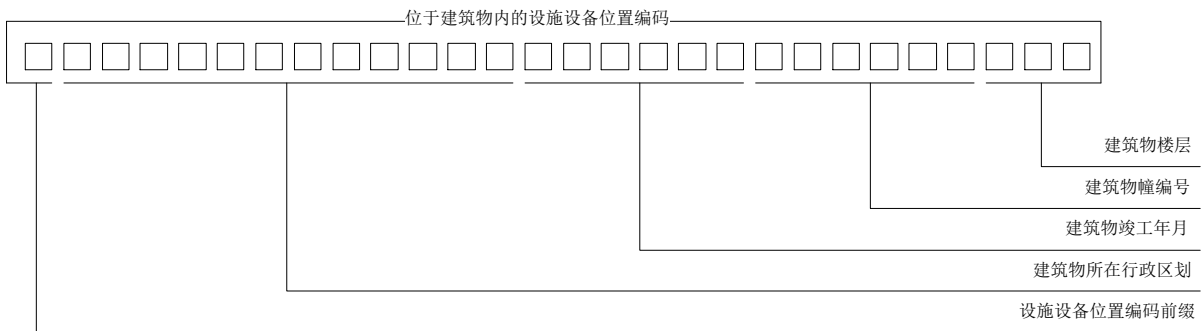 位于建筑物内的设施设备位置编码
建筑物楼层
建筑物幢编号
建筑物竣工年月
建筑物所在行政区划
设施设备位置编码前缀